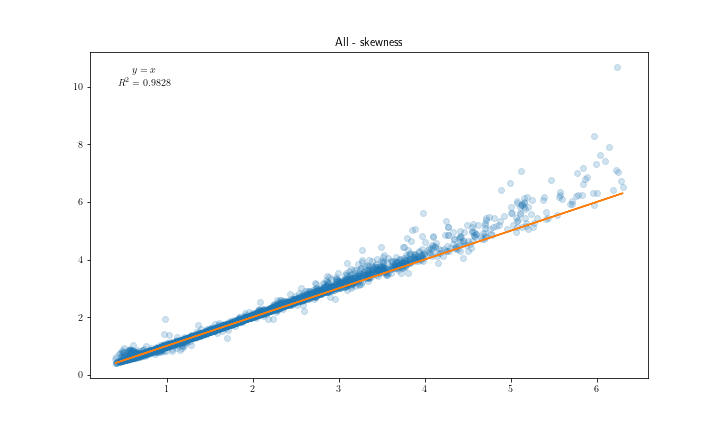 All - skewness
y = x
R² = 0.9828
10
8
6
4
2
0
1 2 3 4 5 6